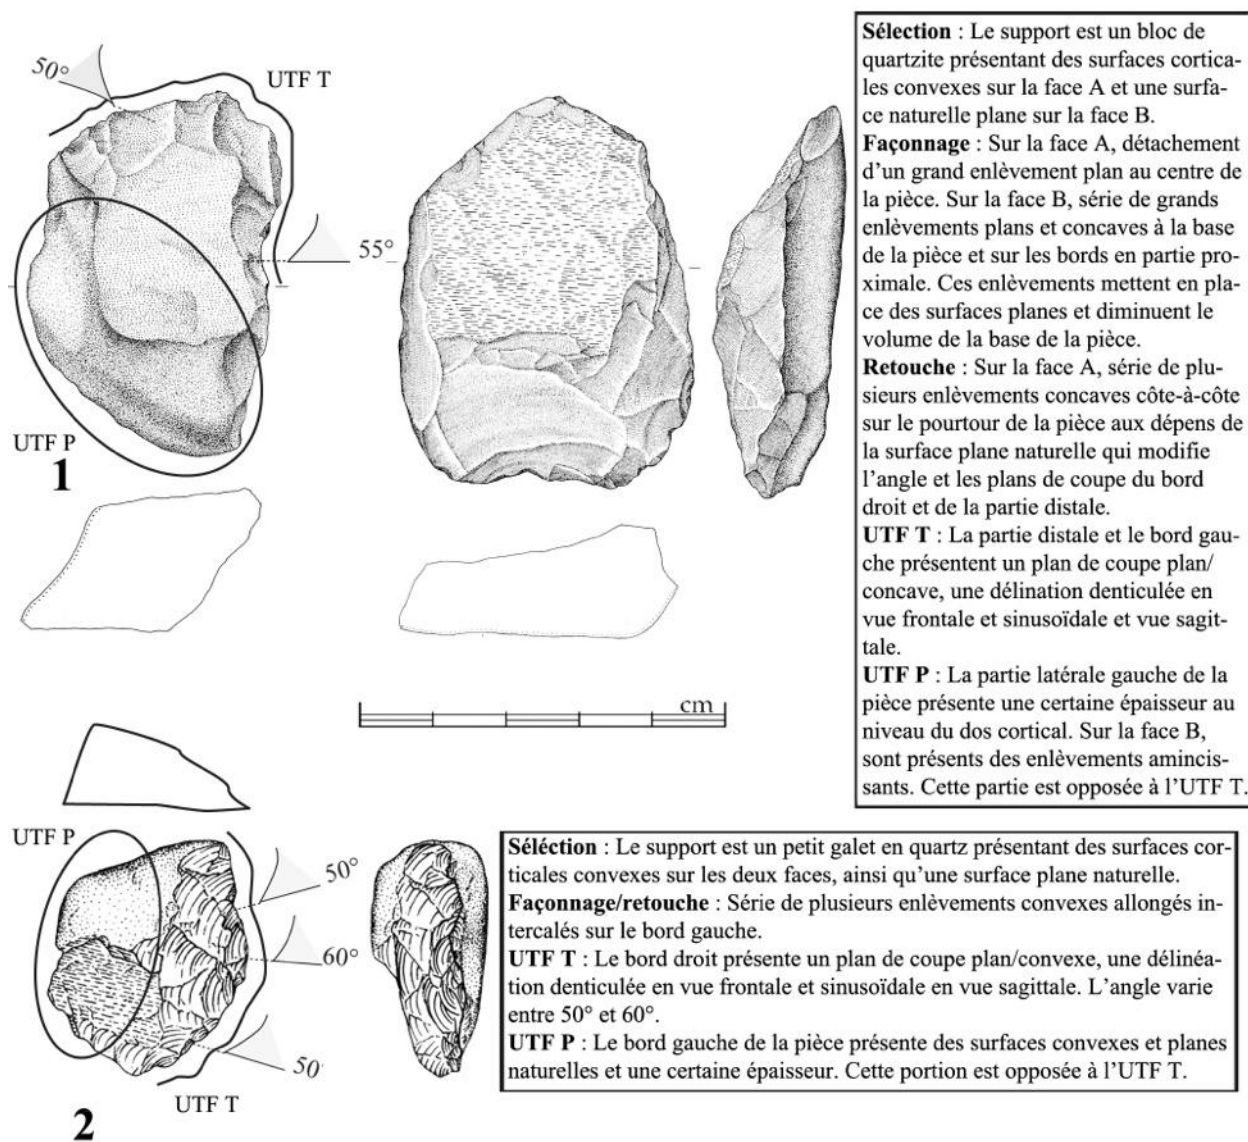 50°
UTF T
55°
UTF P
1
Sélection : Le support est un bloc de
quartzite présentant des surfaces cortica-
les convexes sur la face A et une surfa-
ce naturelle plane sur la face B.
Façonnage : Sur la face A, détachement
d'un grand enlèvement plan au centre de
la pièce. Sur la face B, série de grands
enlèvements plans et concaves à la base
de la pièce et sur les bords en partie pro-
ximale. Ces enlèvements mettent en pla-
ce des surfaces planes et diminuent le
volume de la base de la pièce.
Retouche : Sur la face A, série de plu-
sieurs enlèvements concaves côte-à-côte
sur le pourtour de la pièce aux dépens de
la surface plane naturelle qui modifie
l'angle et les plans de coupe du bord
droit et de la partie distale.
UTF T : La partie distale et le bord gau-
che présentent un plan de coupe plan/
concave, une délination denticulée en
vue frontale et sinusoïdale et vue sagit-
tale.
UTF P : La partie latérale gauche de la
pièce présente une certaine épaisseur au
niveau du dos cortical. Sur la face B,
sont présents des enlèvements amincis-
sants. Cette partie est opposée à l'UTF T.
cm
UTF P
50°
60°
50°
UTF T
2
Séléction : Le support est un petit galet en quartz présentant des surfaces cor-
ticales convexes sur les deux faces, ainsi qu'une surface plane naturelle.
Façonnage/retouche : Série de plusieurs enlèvements convexes allongés in-
tercalés sur le bord gauche.
UTF T : Le bord droit présente un plan de coupe plan/convexe, une délinéa-
tion denticulée en vue frontale et sinusoïdale en vue sagittale. L'angle varie
entre 50° et 60°.
UTF P : Le bord gauche de la pièce présente des surfaces convexes et planes
naturelles et une certaine épaisseur. Cette portion est opposée à l'UTF T.